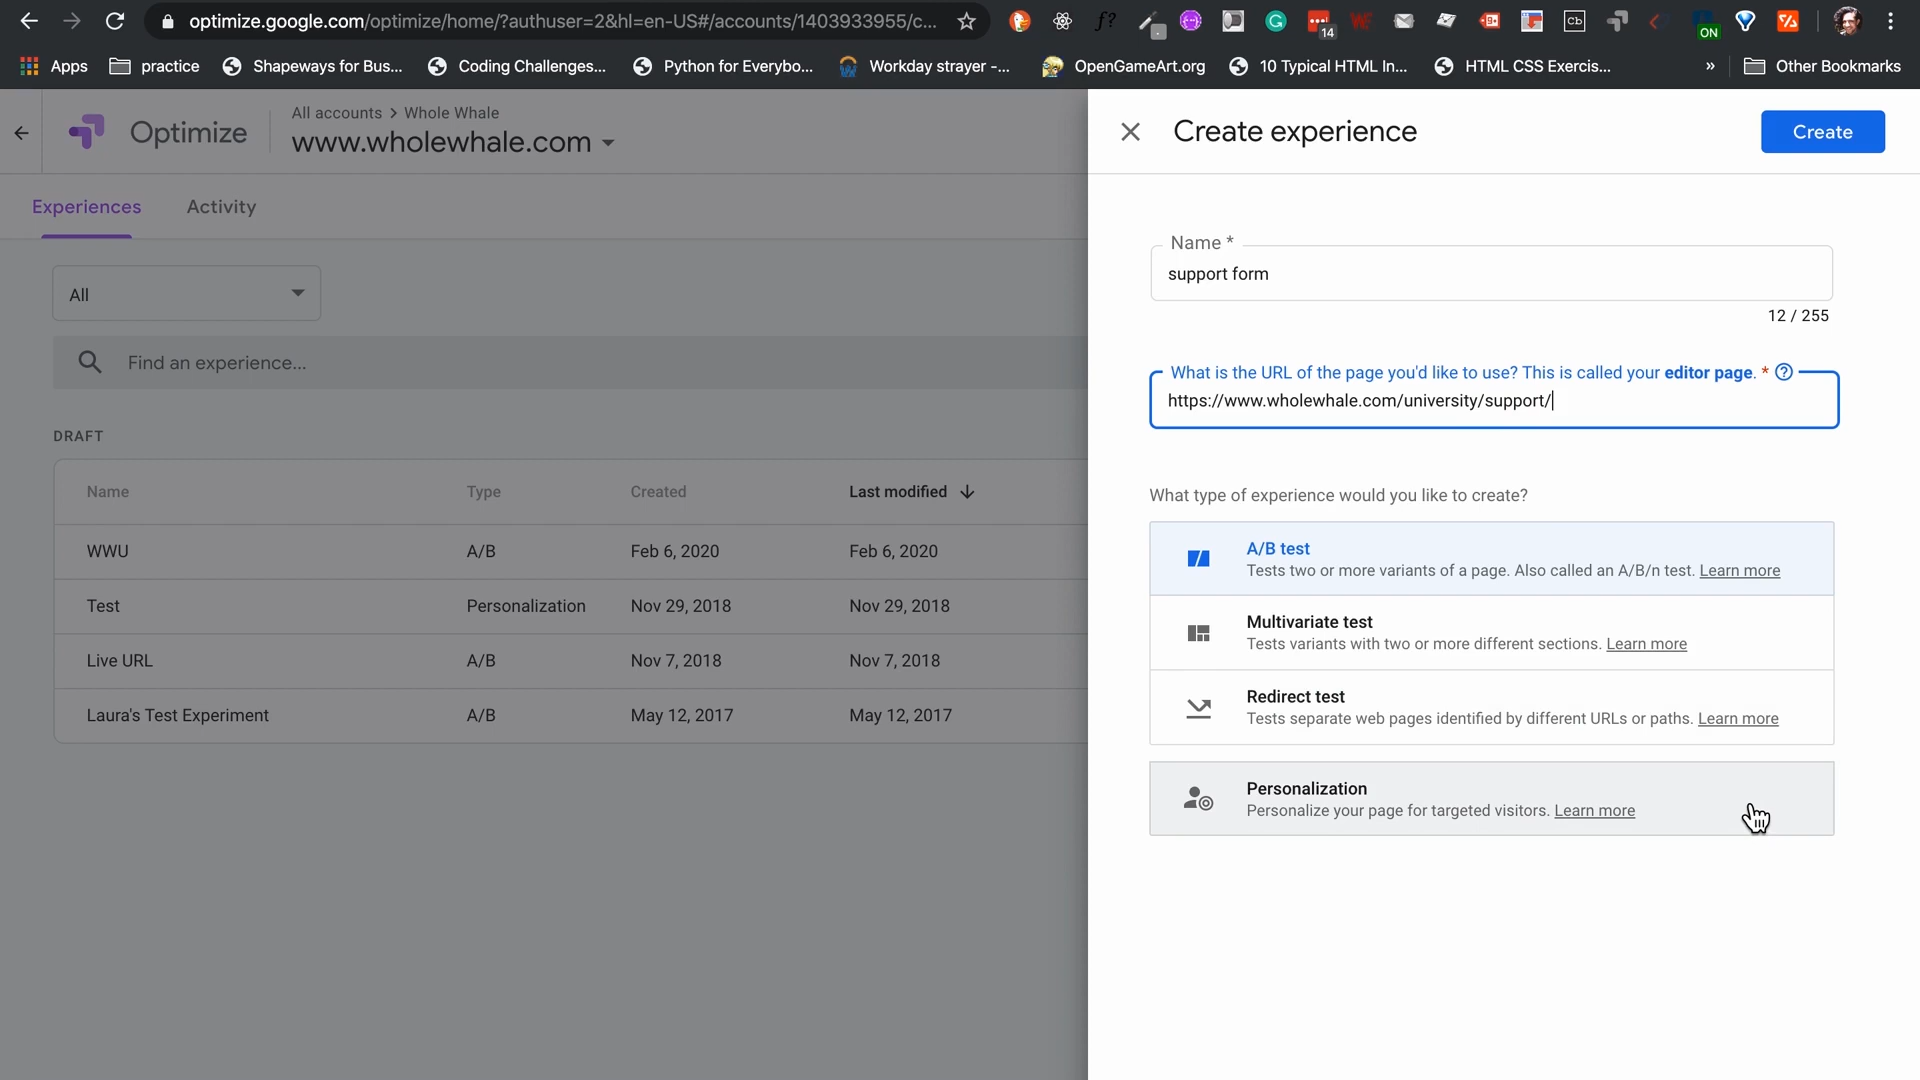 optimize.google.com/optimize/home/?authuser=2&hl=en-US#/accounts/1403933955/c...
14
Cb
ON
Apps
practice
Shapeways for Bus...
Coding Challenges...
Python for Everybo...
Workday strayer -...
OpenGameArt.org
10 Typical HTML In...
HTML CSS Exercis...
»
Other Bookmarks
Optimize
All accounts > Whole Whale
www.wholewhale.com
Experiences
Activity
All
Find an experience...
DRAFT
Name Type Created Last modified
WWU A/B Feb 6, 2020 Feb 6, 2020
Test Personalization Nov 29, 2018 Nov 29, 2018
Live URL A/B Nov 7, 2018 Nov 7, 2018
Laura's Test Experiment A/B May 12, 2017 May 12, 2017
Create experience
Create
Name *
support form
12 / 255
What is the URL of the page you'd like to use? This is called your editor page. *
https://www.wholewhale.com/university/support/
What type of experience would you like to create?
A/B test
Tests two or more variants of a page. Also called an A/B/n test. Learn more
Multivariate test
Tests variants with two or more different sections. Learn more
Redirect test
Tests separate web pages identified by different URLs or paths. Learn more
Personalization
Personalize your page for targeted visitors. Learn more